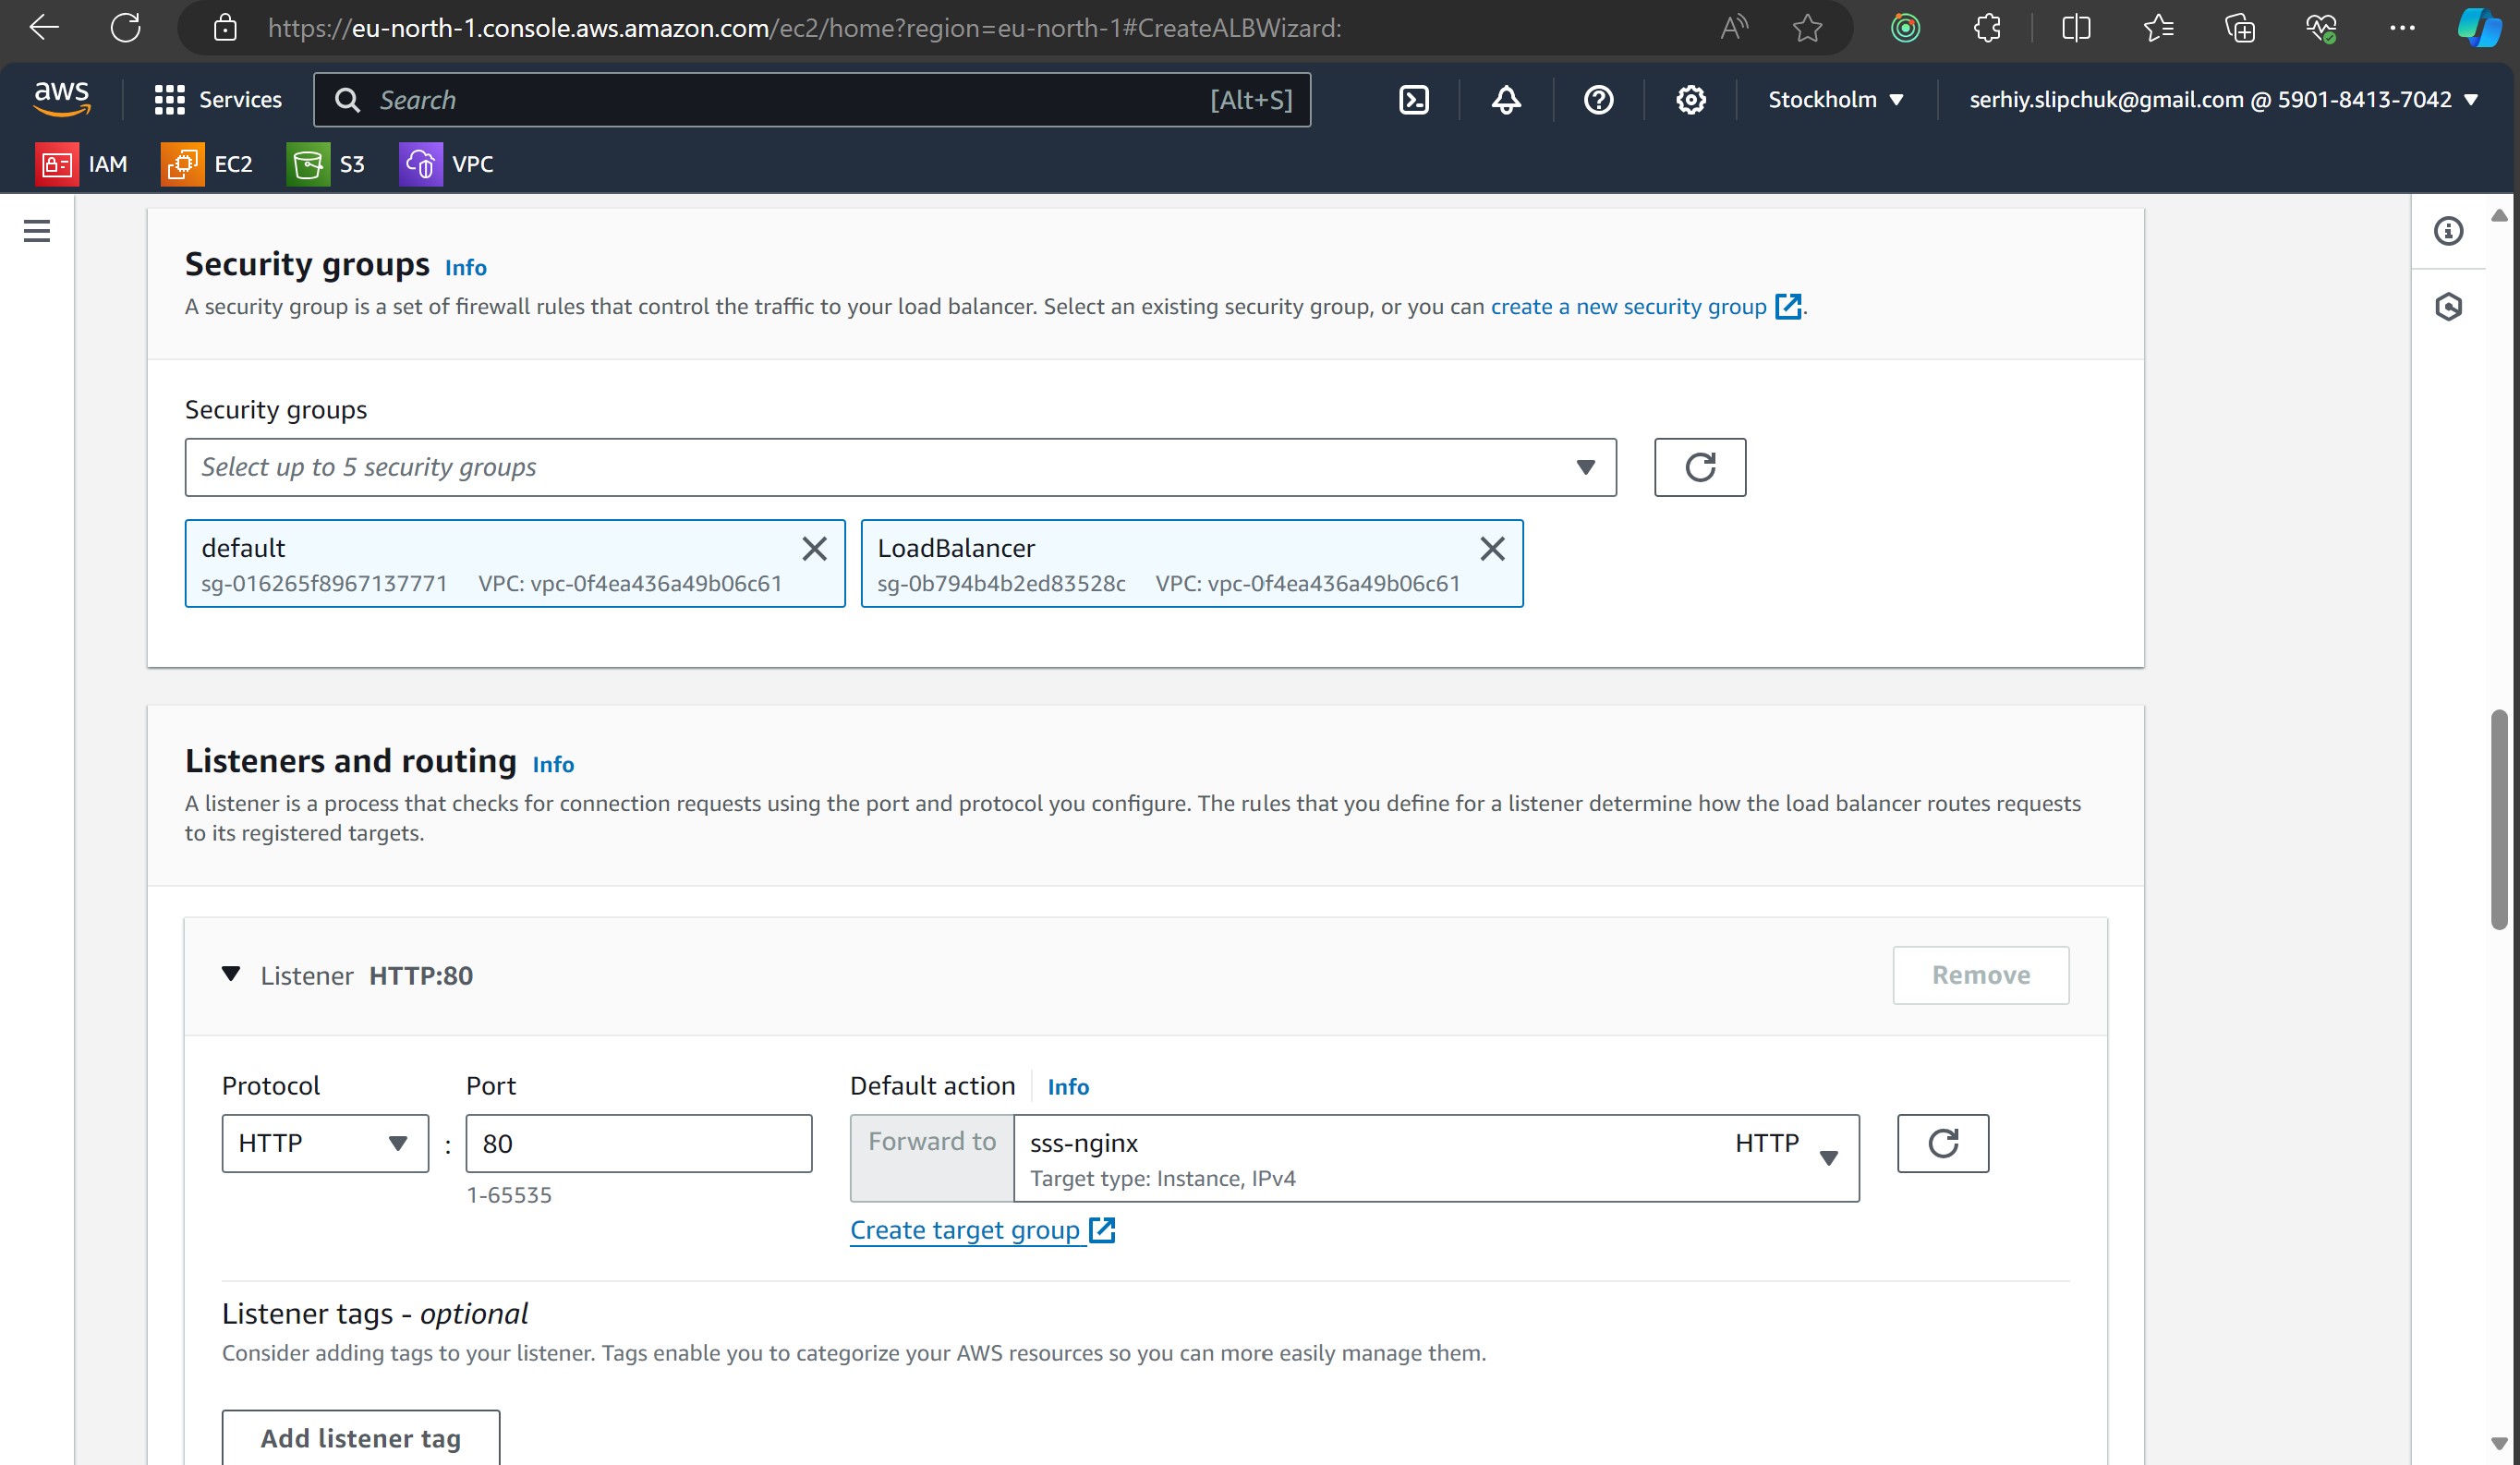 https://eu-north-1.console.aws.amazon.com/ec2/home?region=eu-north-1#CreateALBWizard:
aws
Services
Search
[Alt+S]
Stockholm
serhiy.slipchuk@gmail.com @ 5901-8413-7042
IAM
EC2
S3
VPC
Security groups Info
A security group is a set of firewall rules that control the traffic to your load balancer. Select an existing security group, or you can create a new security group.
Security groups
Select up to 5 security groups
default
sg-016265f8967137771 VPC: vpc-0f4ea436a49b06c61
LoadBalancer
sg-0b794b4b2ed83528c VPC: vpc-0f4ea436a49b06c61
Listeners and routing Info
A listener is a process that checks for connection requests using the port and protocol you configure. The rules that you define for a listener determine how the load balancer routes requests
to its registered targets.
Listener HTTP:80
Remove
Protocol
Port
Default action Info
HTTP
:
80
1-65535
Forward to
sss-nginx
HTTP
Target type: Instance, IPv4
Create target group
Listener tags - optional
Consider adding tags to your listener. Tags enable you to categorize your AWS resources so you can more easily manage them.
Add listener tag